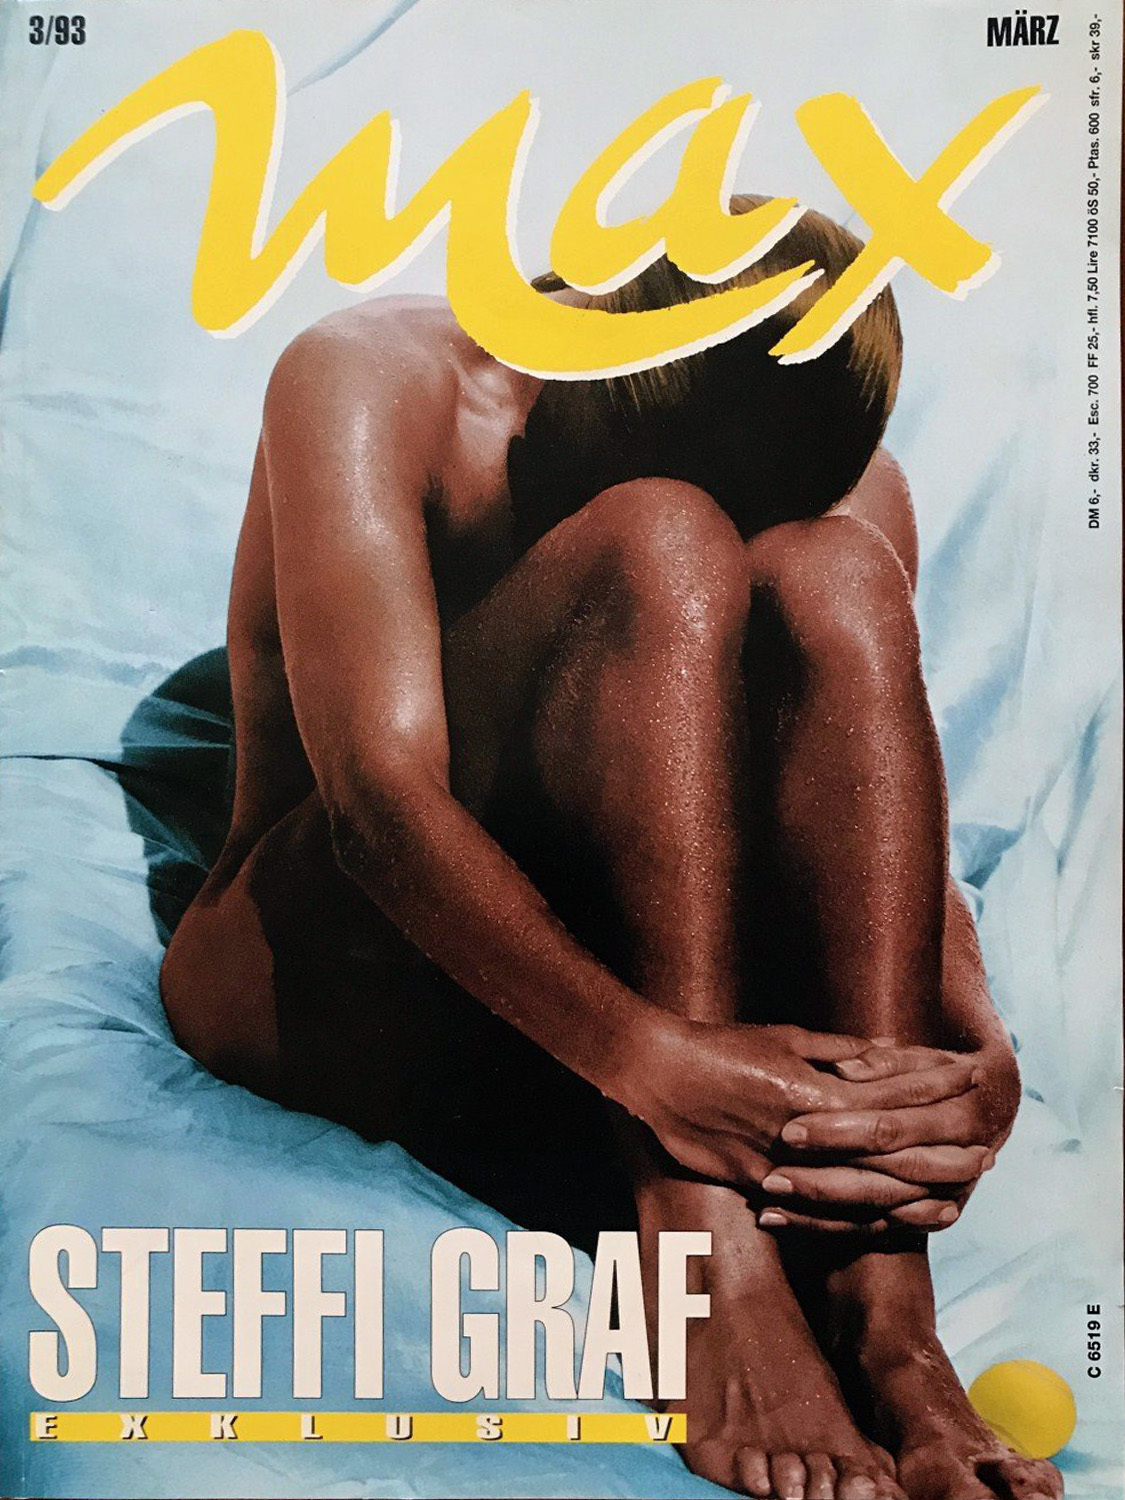 3/93
MÄRZ
max
DM 6,- dkr. 33,- Esc. 700 FF 25,- hfl. 7,50 Lire 7100 öS 50,- Ptas. 600 sfr. 6,- skr 39,-
STEFFI GRAF
EXKLUSIV
C 6519 E